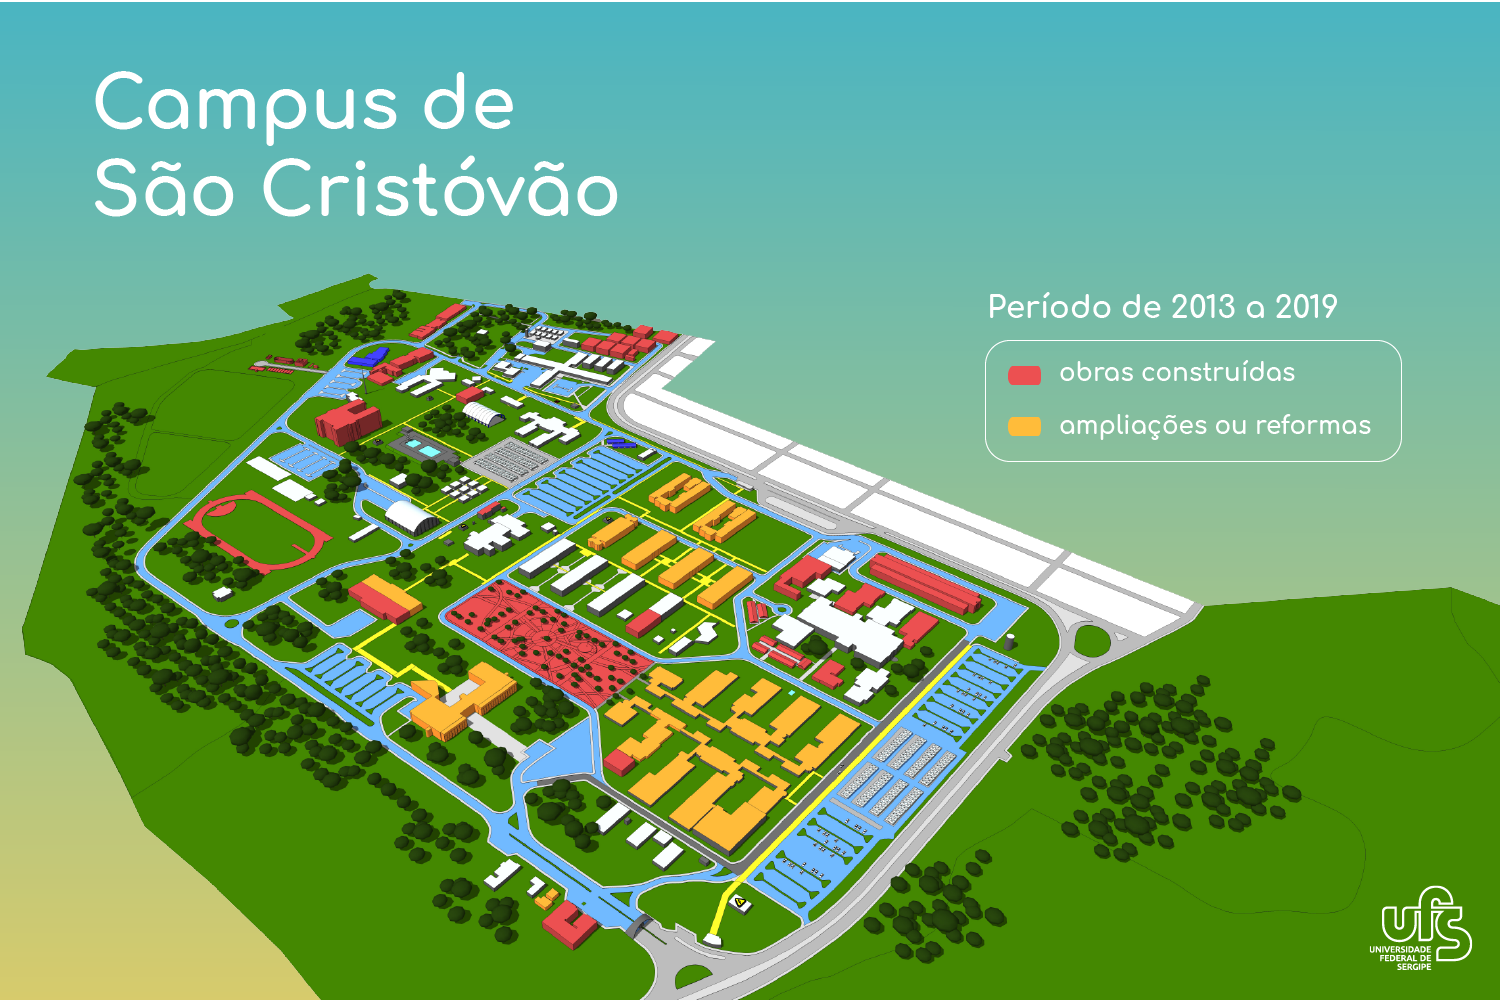 Campus de
São Cristóvão
Período de 2013 a 2019
obras construídas
ampliações ou reformas
ufs
UNIVERSIDADE
FEDERAL DE
SERGIPE